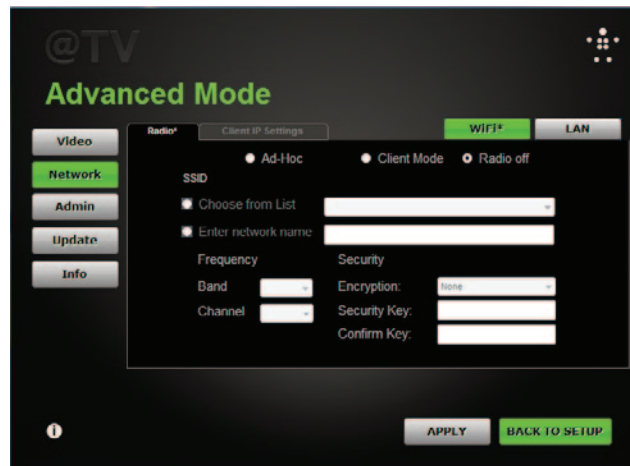 @TV
Advanced Mode
WiFi* LAN
Radio* Client IP Settings
Video
Network
Admin
Update
Info
Ad-Hoc Client Mode Radio off
SSID
Choose from List
Enter network name
Frequency Security
Band Encryption: None
Channel Security Key:
Confirm Key:
i
APPLY BACK TO SETUP